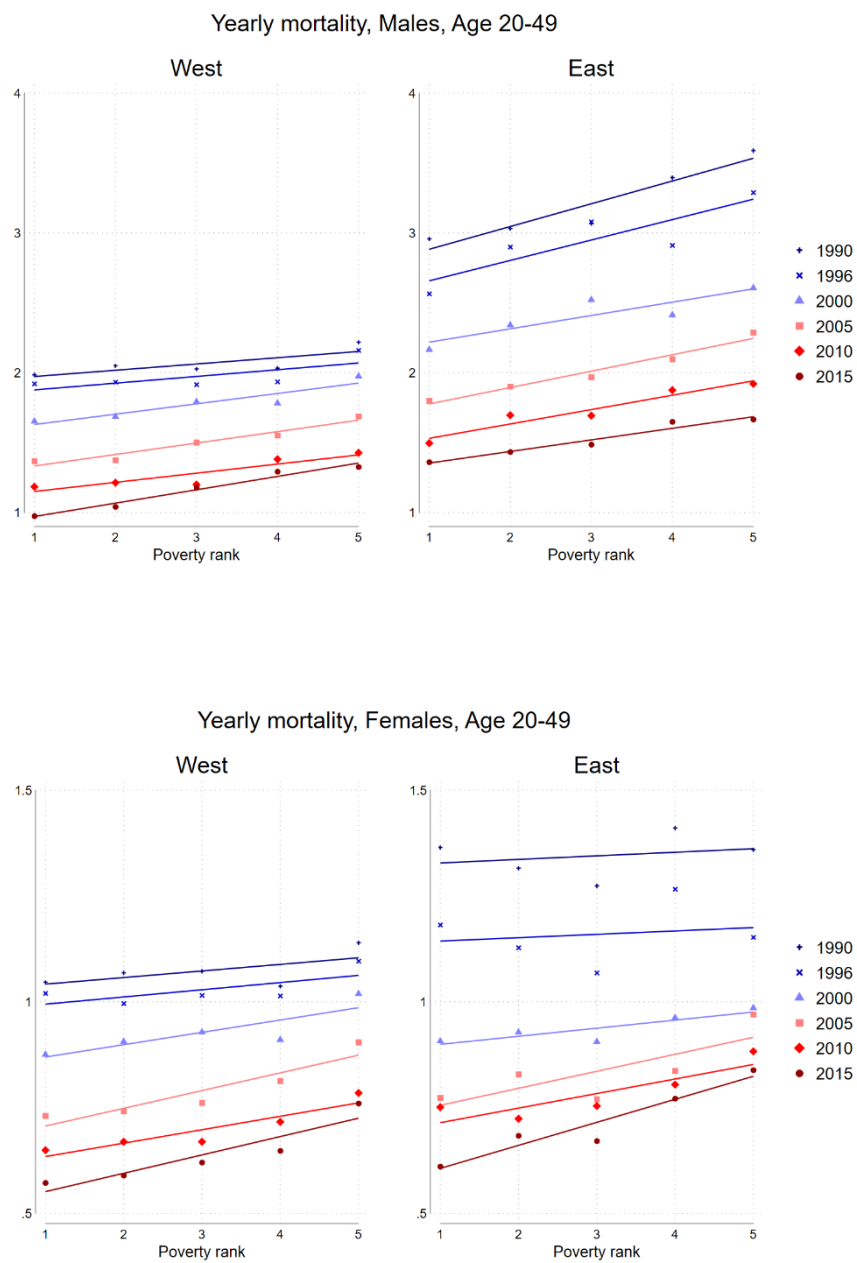 Yearly mortality, Males, Age 20-49
West
East
4
3
2
1
1 2 3 4 5
Poverty rank
4
3
2
1
1 2 3 4 5
Poverty rank
1990
1996
2000
2005
2010
2015
Yearly mortality, Females, Age 20-49
West
East
1.5
1
.5
1 2 3 4 5
Poverty rank
1.5
1
.5
1 2 3 4 5
Poverty rank
1990
1996
2000
2005
2010
2015